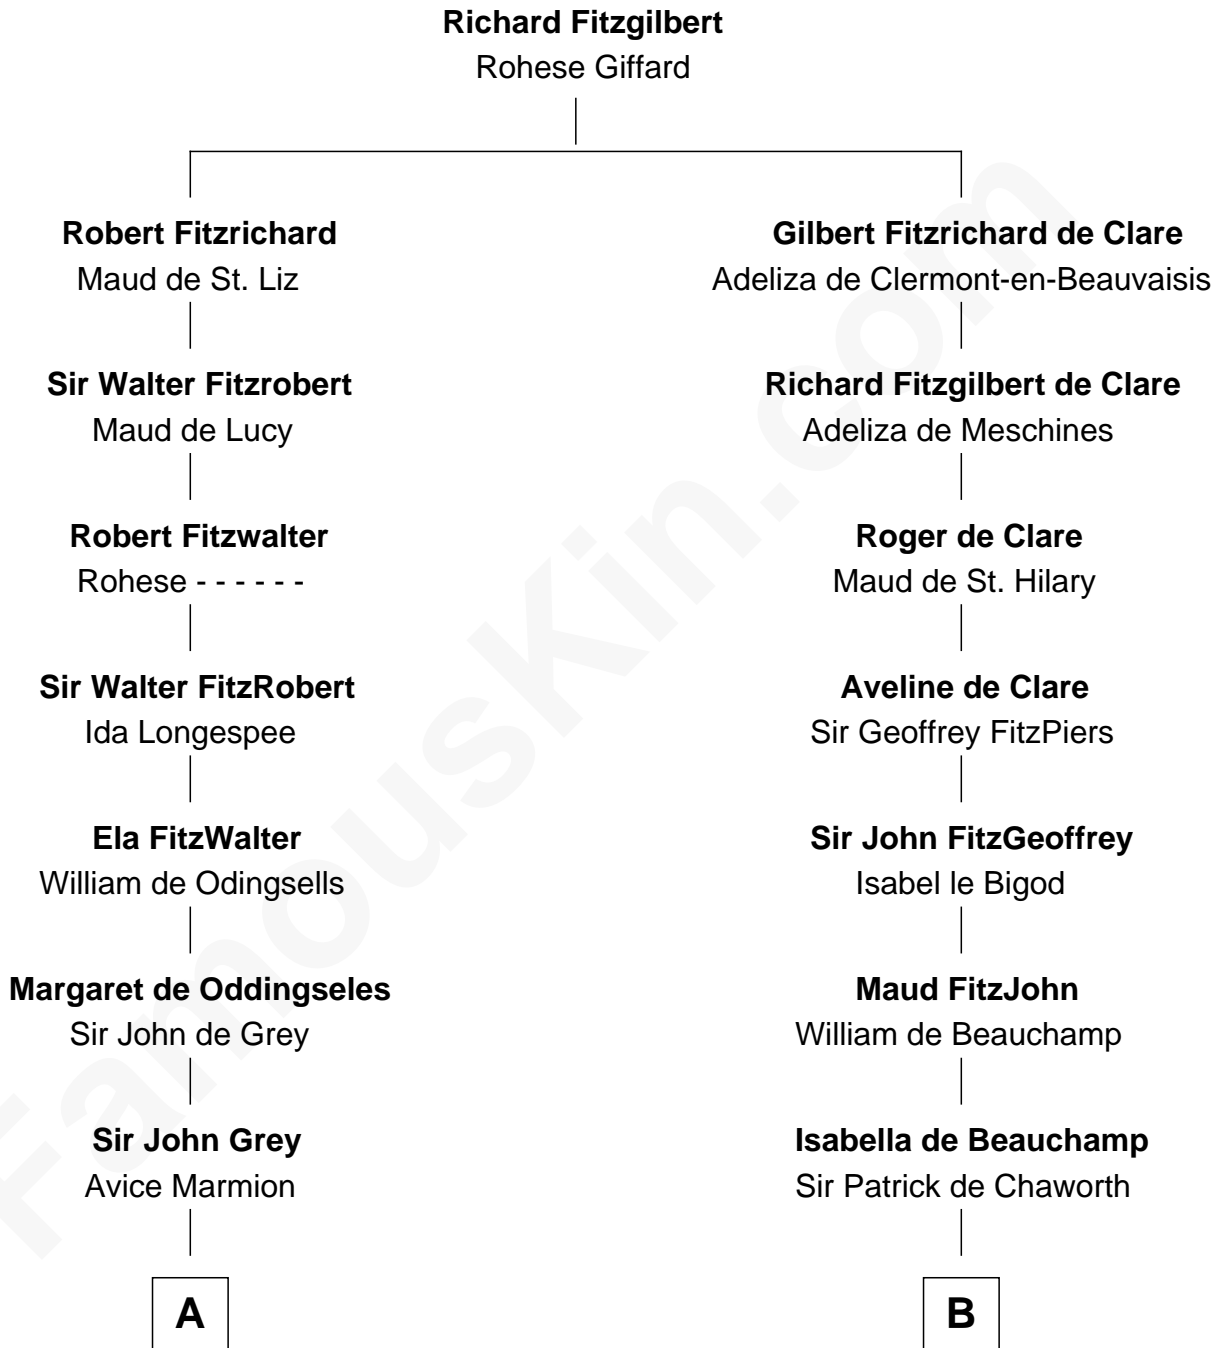 Richard Fitzgilbert
Rohese Giffard
Robert Fitzrichard
Maud de St. Liz
Gilbert Fitzrichard de Clare
Adeliza de Clermont-en-Beauvaisis
Sir Walter Fitzrobert
Maud de Lucy
Richard Fitzgilbert de Clare
Adeliza de Meschines
Robert Fitzwalter
Rohese - - - - - -
Roger de Clare
Maud de St. Hilary
Sir Walter FitzRobert
Ida Longespee
Aveline de Clare
Sir Geoffrey FitzPiers
Ela FitzWalter
William de Odingsells
Sir John FitzGeoffrey
Isabel le Bigod
Margaret de Oddingseles
Sir John de Grey
Maud FitzJohn
William de Beauchamp
Sir John Grey
Avice Marmion
Isabella de Beauchamp
Sir Patrick de Chaworth
A
B
FamousKin.com